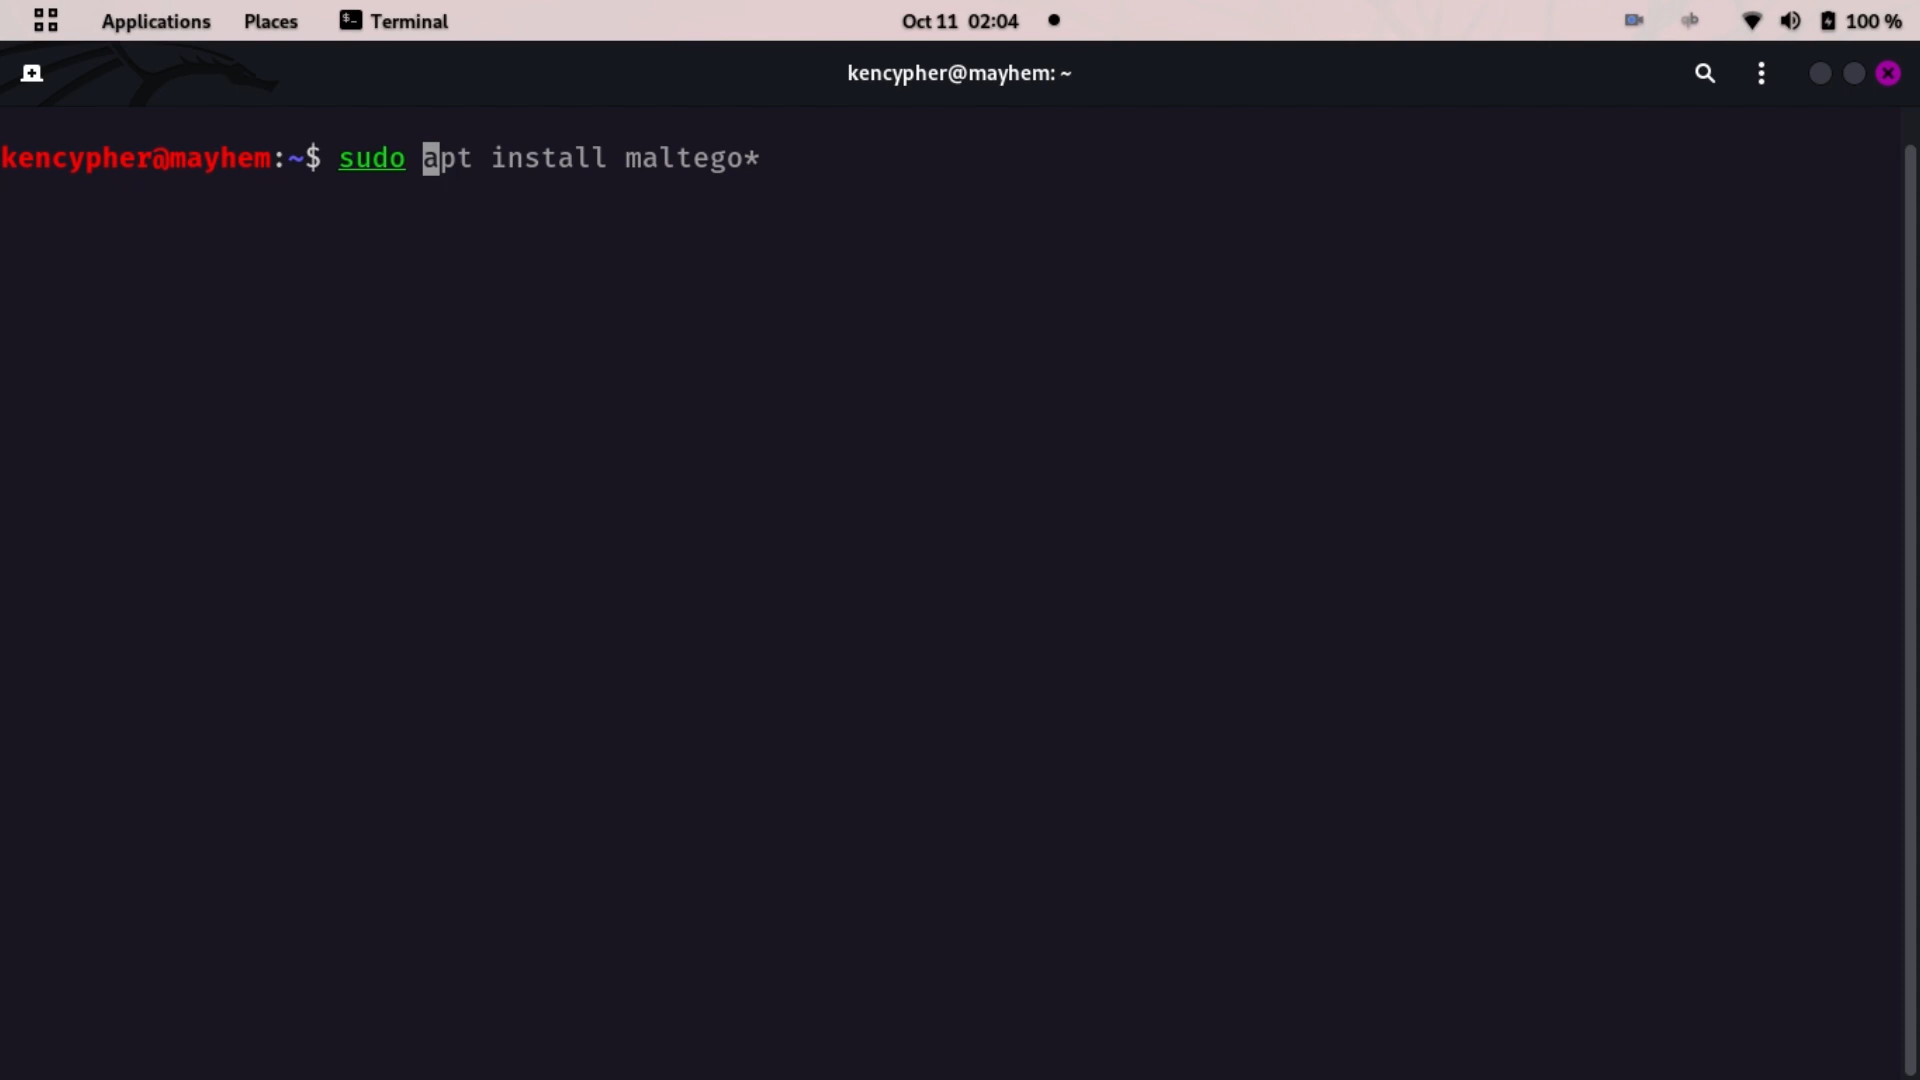 Applications Places Terminal Oct 11 02:04 100 %
kencypher@mayhem: ~
kencypher@mayhem:~$ sudo apt install maltego*